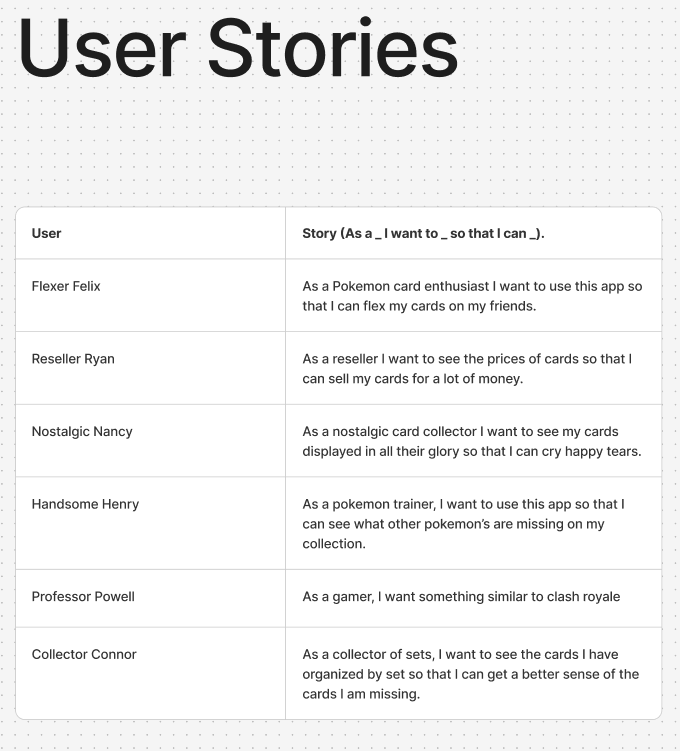 User Stories
User
Story (As a _ I want to _ so that I can _).
Flexer Felix
As a Pokemon card enthusiast I want to use this app so
that I can flex my cards on my friends.
Reseller Ryan
As a reseller I want to see the prices of cards so that I
can sell my cards for a lot of money.
Nostalgic Nancy
As a nostalgic card collector I want to see my cards
displayed in all their glory so that I can cry happy tears.
Handsome Henry
As a pokemon trainer, I want to use this app so that I
can see what other pokemon's are missing on my
collection.
Professor Powell
As a gamer, I want something similar to clash royale
Collector Connor
As a collector of sets, I want to see the cards I have
organized by set so that I can get a better sense of the
cards I am missing.